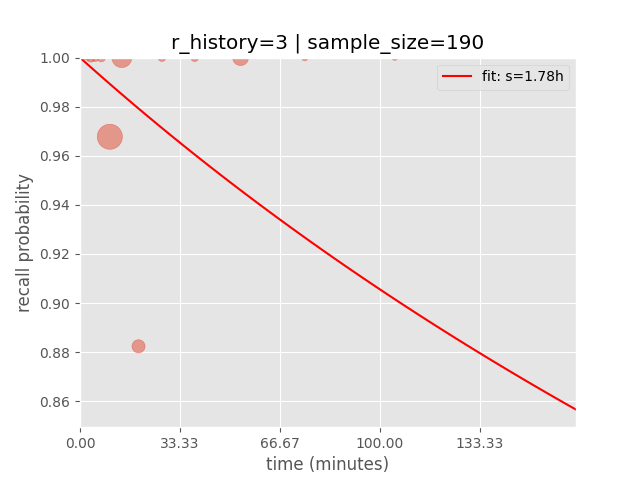 r_history=3 | sample_size=190
fit: s=1.78h
1.00
0.98
0.96
0.94
0.92
0.90
0.88
0.86
recall probability
0.00 33.33 66.67 100.00 133.33
time (minutes)